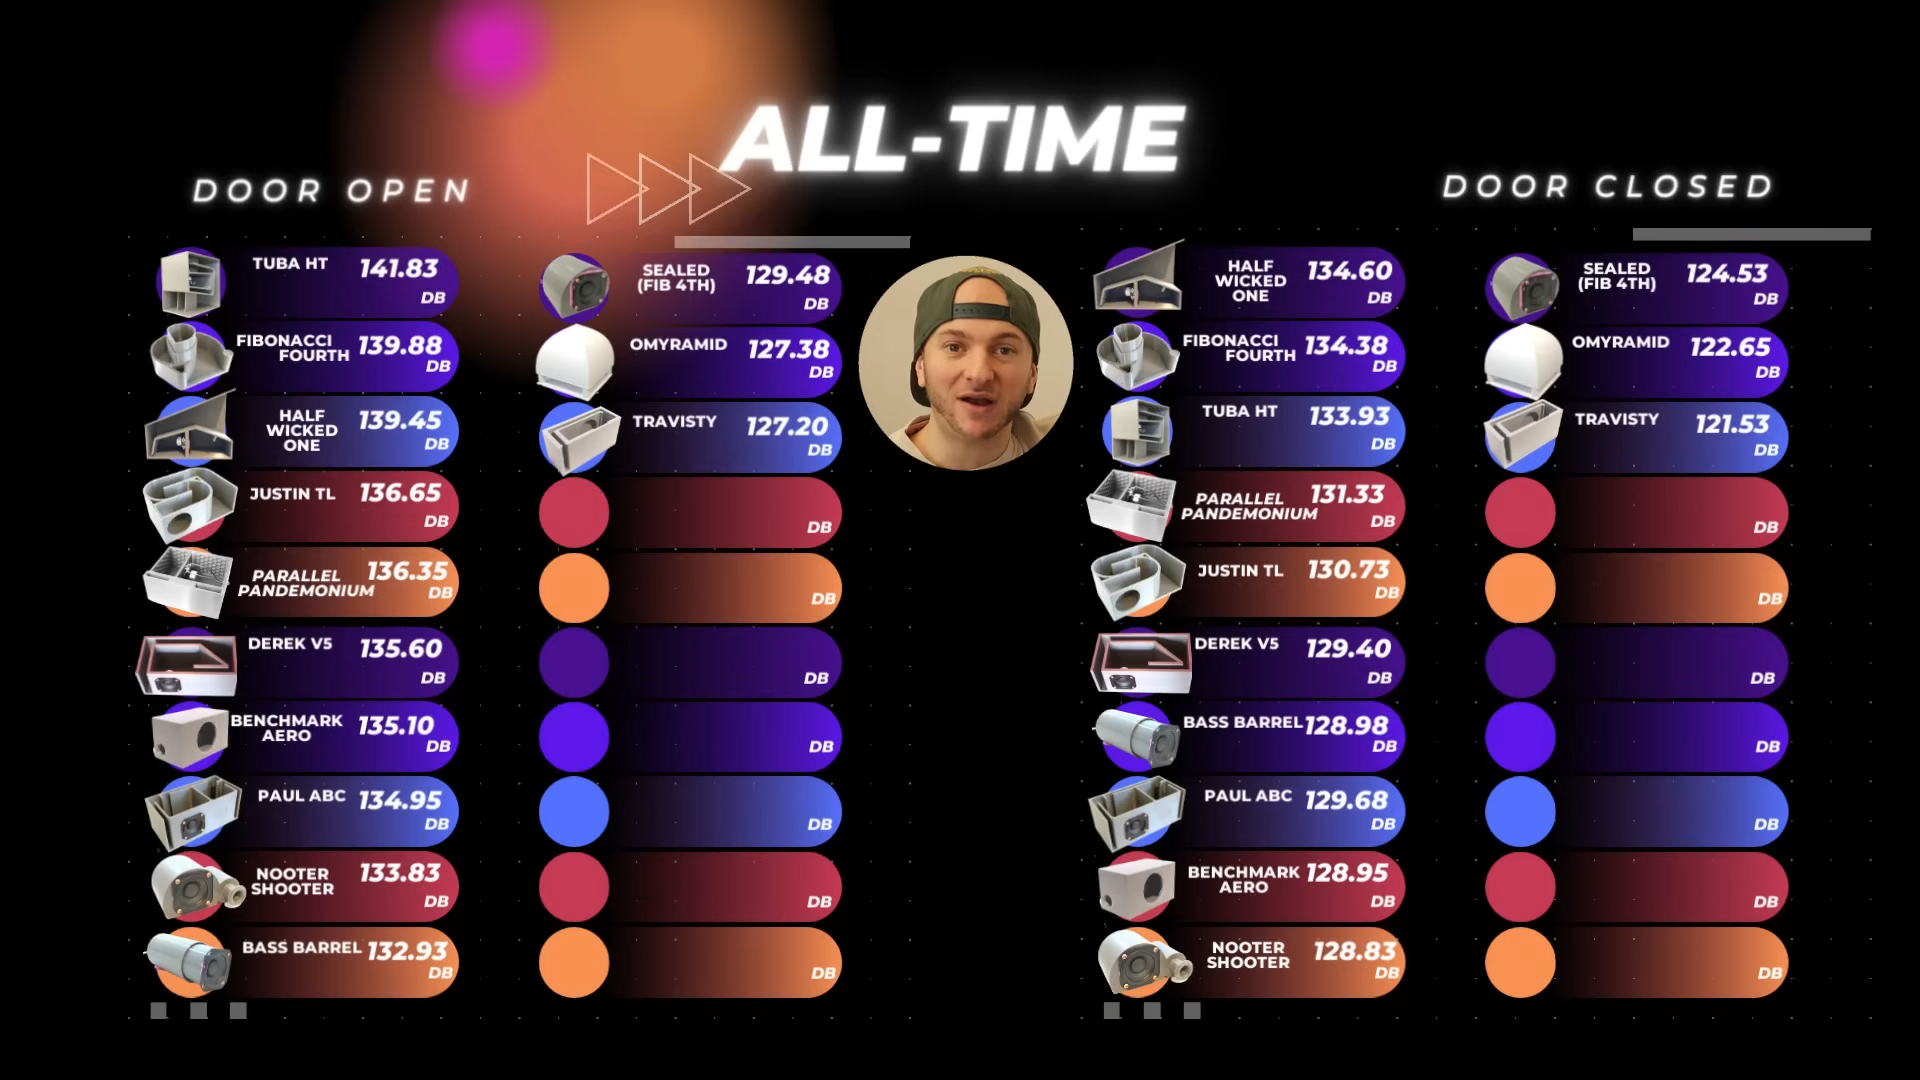 ALL-TIME
DOOR OPEN
TUBA HT 141.83 DB
FIBONACCI
FOURTH 139.88 DB
HALF
WICKED
ONE 139.45 DB
JUSTIN TL 136.65 DB
PARALLEL
PANDEMONIUM 136.35 DB
DEREK V5 135.60 DB
BENCHMARK
AERO 135.10 DB
PAUL ABC 134.95 DB
NOOTER
SHOOTER 133.83 DB
BASS BARREL 132.93 DB
SEALED
(FIB 4TH) 129.48 DB
OMYRAMID 127.38 DB
TRAVISTY 127.20 DB
DB
DB
DB
DB
DB
DB
DB
DOOR CLOSED
HALF
WICKED
ONE 134.60 DB
FIBONACCI
FOURTH 134.38 DB
TUBA HT 133.93 DB
PARALLEL
PANDEMONIUM 131.33 DB
JUSTIN TL 130.73 DB
DEREK V5 129.40 DB
BASS BARREL 128.98 DB
PAUL ABC 129.68 DB
BENCHMARK
AERO 128.95 DB
NOOTER
SHOOTER 128.83 DB
SEALED
(FIB 4TH) 124.53 DB
OMYRAMID 122.65 DB
TRAVISTY 121.53 DB
DB
DB
DB
DB
DB
DB
DB